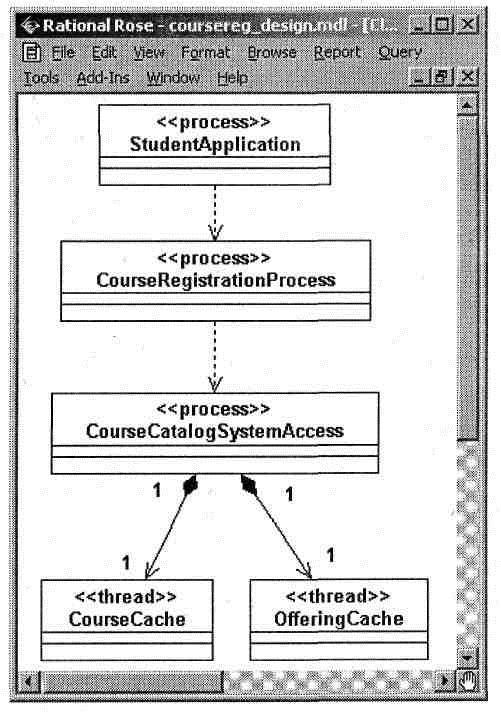 Rational Rose - coursereg_design.mdl - [Cl...
File Edit View Format Browse Report Query
Tools Add-Ins Window Help
<<process>>
StudentApplication
<<process>>
CourseRegistrationProcess
<<process>>
CourseCatalogSystemAccess
1 1
1 1
<<thread>>
CourseCache
<<thread>>
OfferingCache